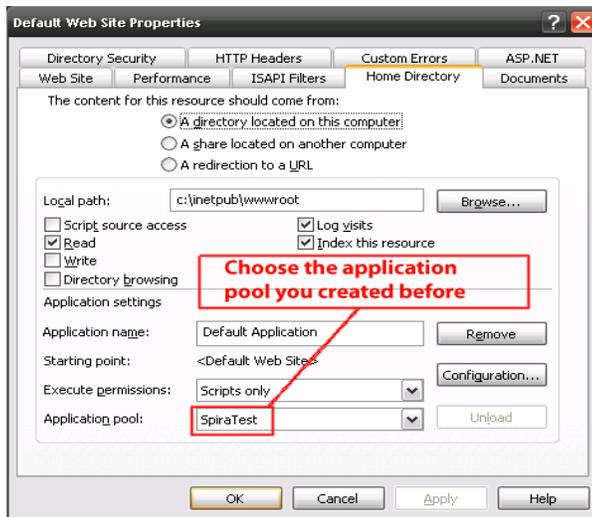 Default Web Site Properties
Directory Security HTTP Headers Custom Errors ASP.NET
Web Site Performance ISAPI Filters Home Directory Documents
The content for this resource should come from:
A directory located on this computer
A share located on another computer
A redirection to a URL
Local path: c:\inetpub\wwwroot Browse...
Script source access Log visits
Read Index this resource
Write
Directory browsing
Choose the application
pool you created before
Application settings
Application name: Default Application Remove
Starting point: <Default Web Site>
Configuration...
Execute permissions: Scripts only
Application pool: SpiraTest Unload
OK Cancel Apply Help